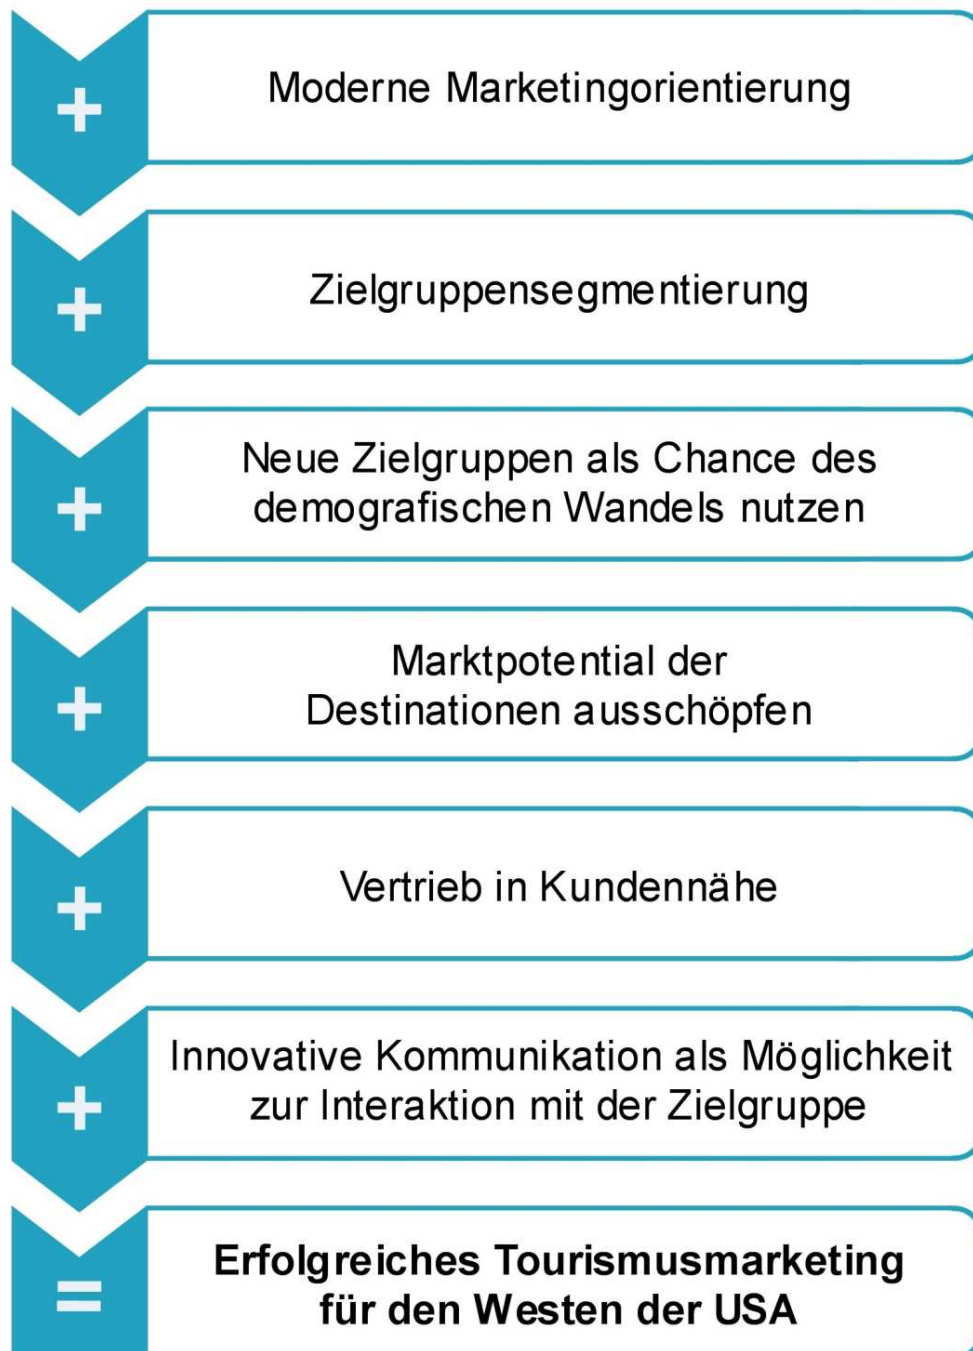 +
Moderne Marketingorientierung
+
Zielgruppensegmentierung
+
Neue Zielgruppen als Chance des
demografischen Wandels nutzen
+
Marktpotential der
Destinationen ausschöpfen
+
Vertrieb in Kundennähe
+
Innovative Kommunikation als Möglichkeit
zur Interaktion mit der Zielgruppe
=
Erfolgreiches Tourismusmarketing
für den Westen der USA